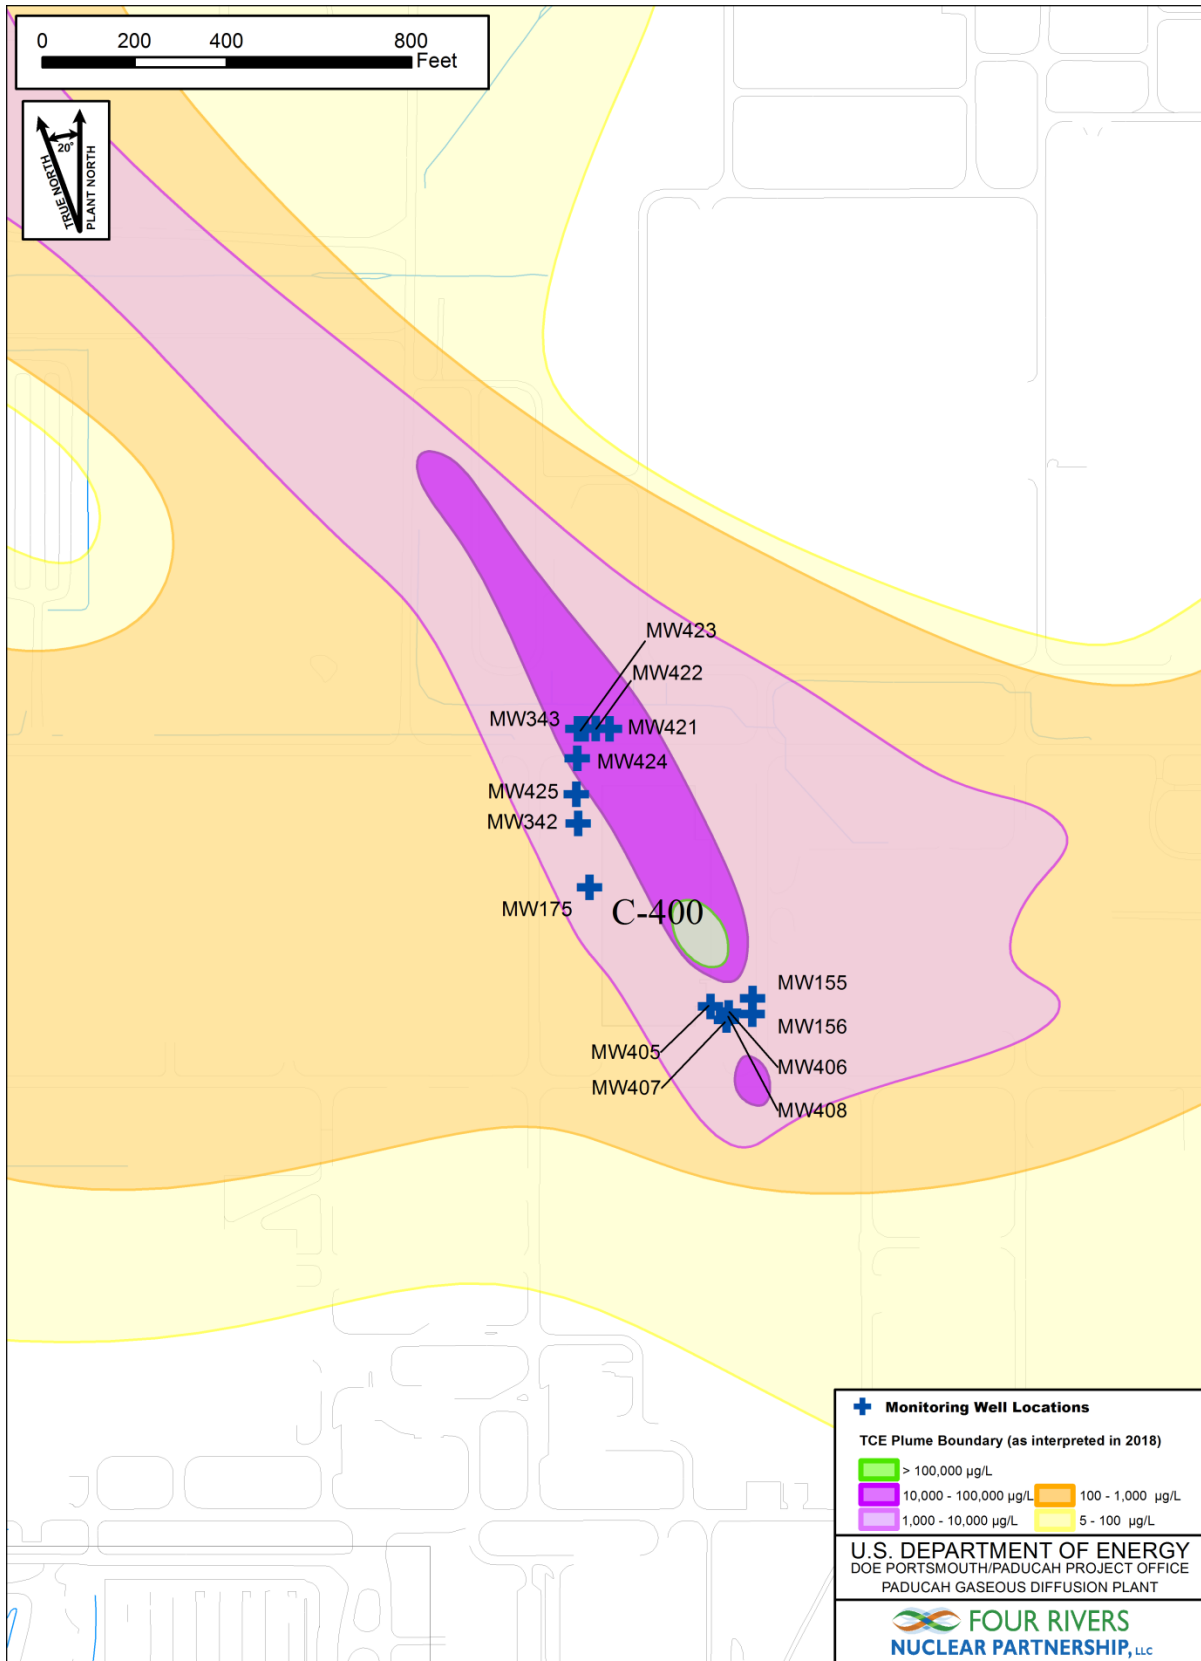 0 200 400 800
Feet
20°
TRUE NORTH
PLANT NORTH
MW423
MW422
MW343
MW421
MW424
MW425
MW342
MW175
C-400
MW155
MW156
MW405
MW406
MW407
MW408
Monitoring Well Locations
TCE Plume Boundary (as interpreted in 2018)
> 100,000 µg/L
10,000 - 100,000 µg/L 100 - 1,000 µg/L
1,000 - 10,000 µg/L 5 - 100 µg/L
U.S. DEPARTMENT OF ENERGY
DOE PORTSMOUTH/PADUCAH PROJECT OFFICE
PADUCAH GASEOUS DIFFUSION PLANT
FOUR RIVERS
NUCLEAR PARTNERSHIP, LLC